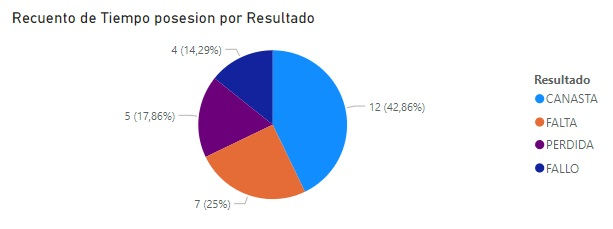 Recuento de Tiempo posesion por Resultado
4 (14,29%)
5 (17,86%)
7 (25%)
12 (42,86%)
Resultado
CANASTA
FALTA
PERDIDA
FALLO